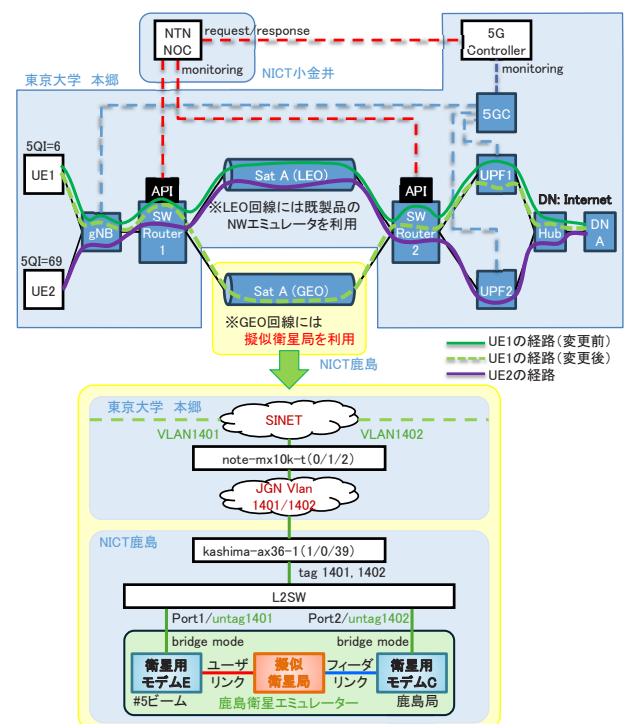 NTN
NOC
request/response
5G
Controller
monitoring
NICT小金井
monitoring
東京大学 本郷
5GC
5QI=6
UE1
API
Sat A (LEO)
API
UPF1
※LEO回線には既製品の
NWエミュレータを利用
DN: Internet
gNB
SW
Router
1
SW
Router
2
Hub
DN
A
5QI=69
UE2
Sat A (GEO)
UPF2
※GEO回線には
擬似衛星局を利用
UE1の経路(変更前)
UE1の経路(変更後)
UE2の経路
NICT鹿島
東京大学 本郷
SINET
VLAN1401
VLAN1402
note-mx10k-t(0/1/2)
JGN Vlan
1401/1402
NICT鹿島
kashima-ax36-1(1/0/39)
tag 1401, 1402
L2SW
Port1/untag1401
Port2/untag1402
bridge mode
bridge mode
衛星用
モデムE
ユーザ
リンク
擬似
衛星局
フィーダ
リンク
衛星用
モデムC
#5ビーム
鹿島衛星エミュレーター
鹿島局